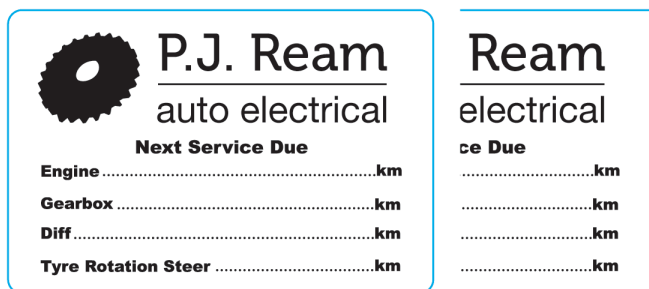 P.J. Ream
auto electrical
Next Service Due
Engine..................................................................km
Gearbox ...............................................................km
Diff.........................................................................km
Tyre Rotation Steer .......................................km
Ream
electrical
ce Due
................................km
................................km
................................km
................................km